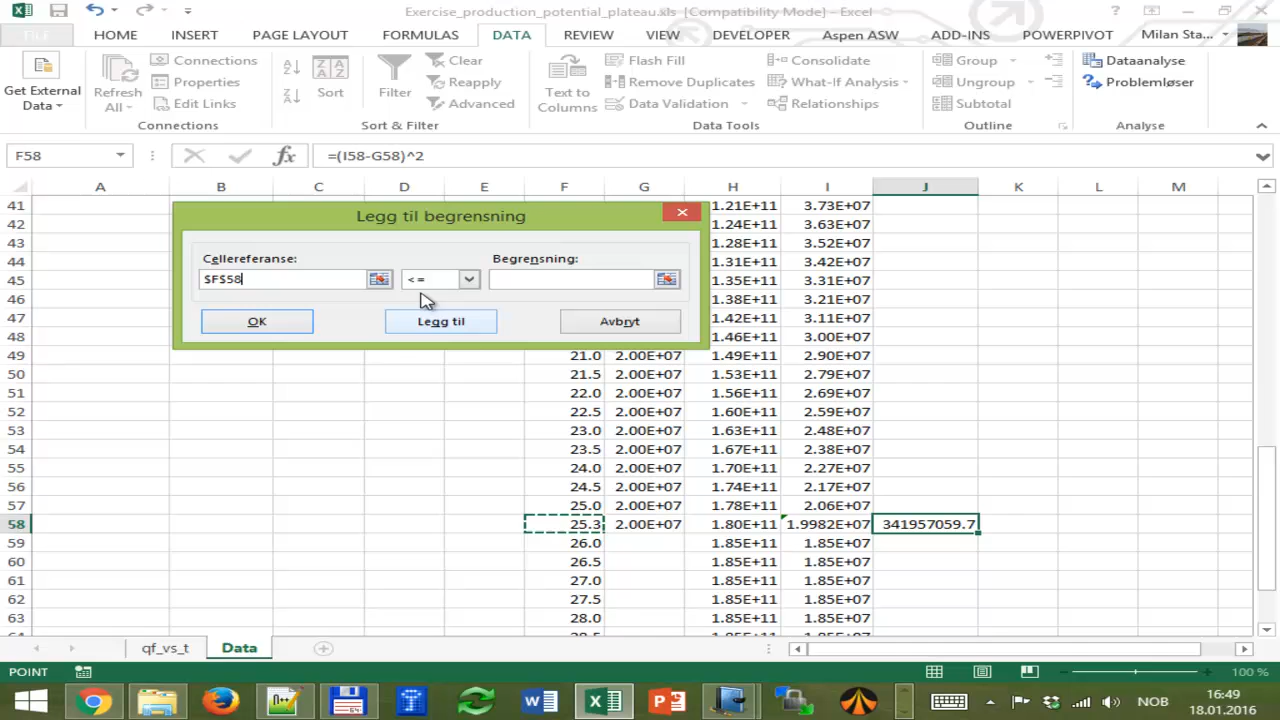 Exercise_production_potential_plateau.xls [Compatibility Mode] - Excel
FILE HOME INSERT PAGE LAYOUT FORMULAS DATA REVIEW VIEW DEVELOPER Aspen ASW ADD-INS POWERPIVOT Milan Sta...
Get External
Data
Refresh
All
Connections
Properties
Edit Links
Connections
Sort
Filter
Clear
Reapply
Advanced
Sort & Filter
Text to
Columns
Flash Fill
Remove Duplicates
Data Validation
Consolidate
What-If Analysis
Relationships
Data Tools
Group
Ungroup
Subtotal
Outline
Dataanalyse
Problemløser
Analyse
F58 fx =(I58-G58)^2
A B C D E F G H I J K L M
Legg til begrensning
Cellereferanse: Begrensning:
$F$58 <=
OK Legg til Avbryt
41 1.21E+11 3.73E+07
42 1.24E+11 3.63E+07
43 1.28E+11 3.52E+07
44 1.31E+11 3.42E+07
45 1.35E+11 3.31E+07
46 1.38E+11 3.21E+07
47 1.42E+11 3.11E+07
48 1.46E+11 3.00E+07
49 21.0 2.00E+07 1.49E+11 2.90E+07
50 21.5 2.00E+07 1.53E+11 2.79E+07
51 22.0 2.00E+07 1.56E+11 2.69E+07
52 22.5 2.00E+07 1.60E+11 2.59E+07
53 23.0 2.00E+07 1.63E+11 2.48E+07
54 23.5 2.00E+07 1.67E+11 2.38E+07
55 24.0 2.00E+07 1.70E+11 2.27E+07
56 24.5 2.00E+07 1.74E+11 2.17E+07
57 25.0 2.00E+07 1.78E+11 2.06E+07
58 25.3 2.00E+07 1.80E+11 1.9982E+07 341957059.7
59 26.0 1.85E+11 1.85E+07
60 26.5 1.85E+11 1.85E+07
61 27.0 1.85E+11 1.85E+07
62 27.5 1.85E+11 1.85E+07
63 28.0 1.85E+11 1.85E+07
qf_vs_t Data
POINT 100 %
NOB
16:49
18.01.2016